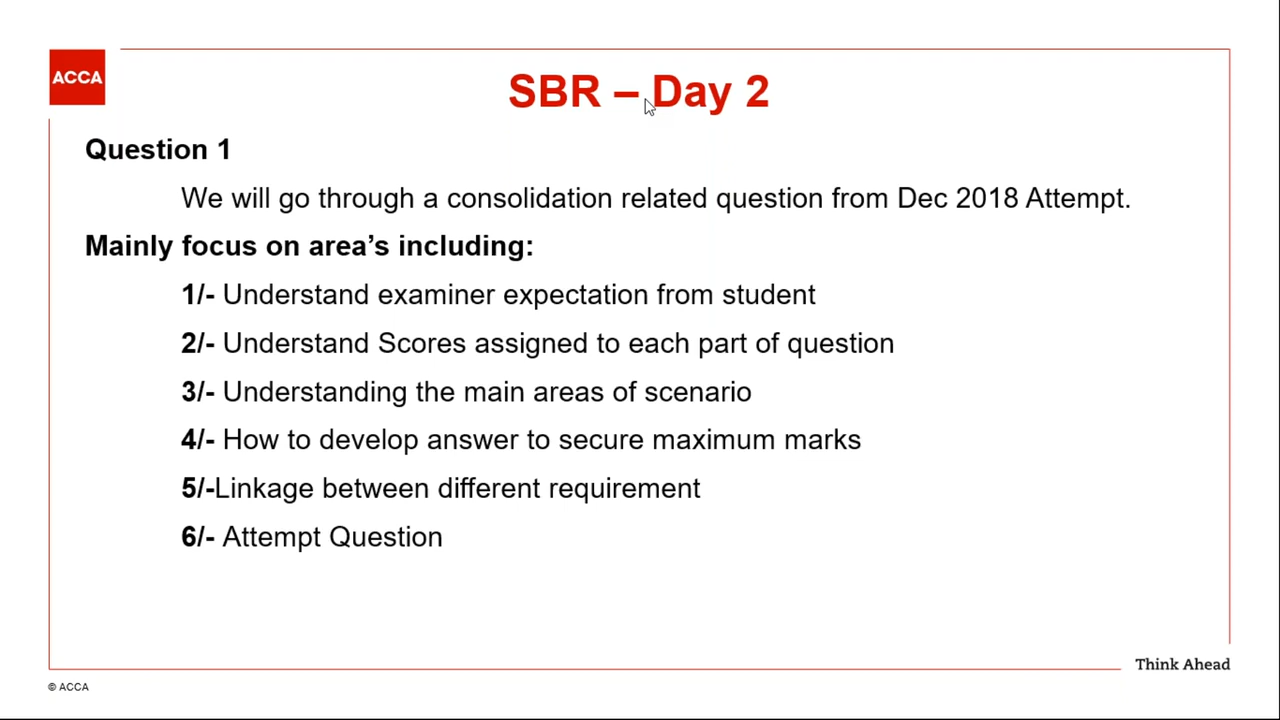 ACCA
SBR – Day 2
Question 1
We will go through a consolidation related question from Dec 2018 Attempt.
Mainly focus on area’s including:
1/- Understand examiner expectation from student
2/- Understand Scores assigned to each part of question
3/- Understanding the main areas of scenario
4/- How to develop answer to secure maximum marks
5/-Linkage between different requirement
6/- Attempt Question
Think Ahead
© ACCA